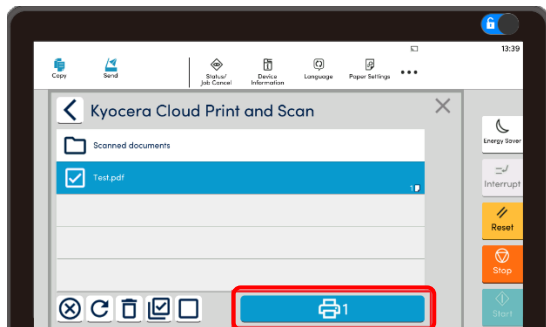 6
13:39
Copy
Send
Status/
Job Cancel
Device
Information
Language
Paper Settings
Kyocera Cloud Print and Scan
Scanned documents
Test.pdf
1
1
Energy Saver
Interrupt
Reset
Stop
Start